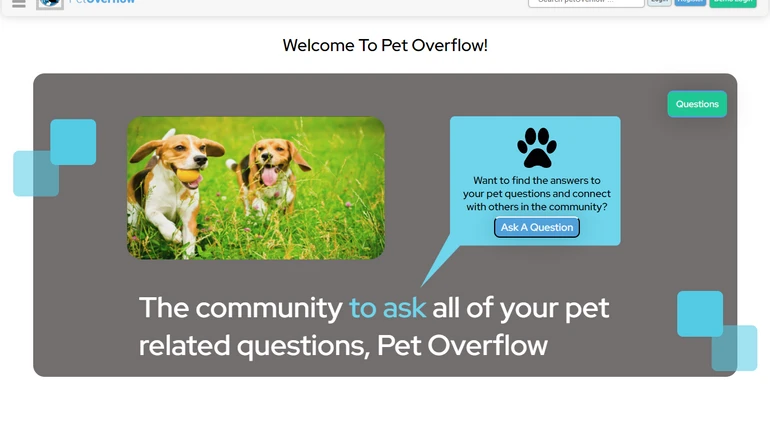 PetOverflow
Search petoverflow ...
Login
Register
Demo Login
Welcome To Pet Overflow!
Questions
Want to find the answers to
your pet questions and connect
with others in the community?
Ask A Question
The community to ask all of your pet
related questions, Pet Overflow